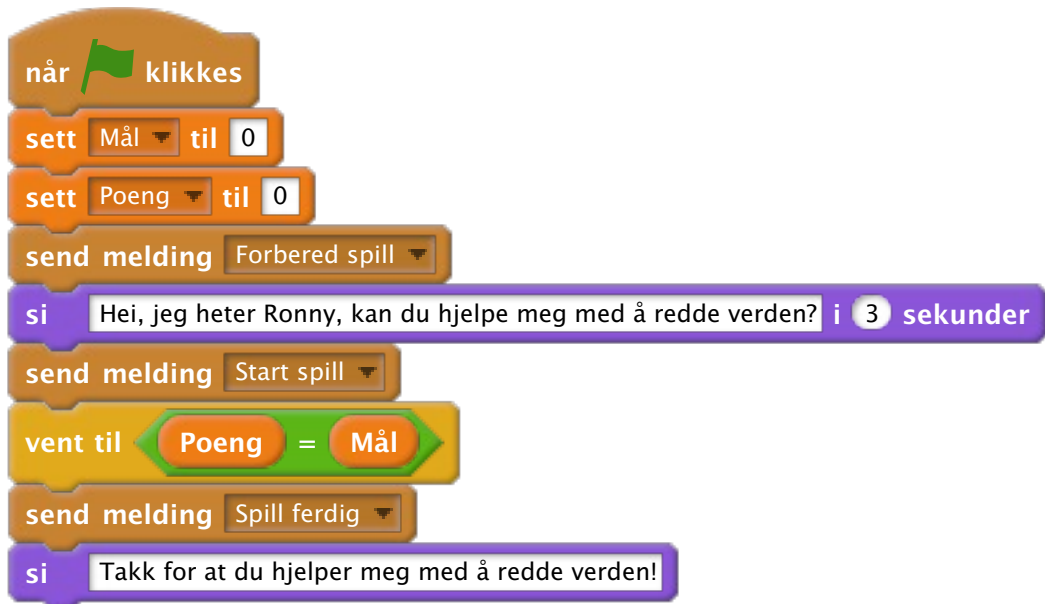 når klikkes
sett Mål til 0
sett Poeng til 0
send melding Forbered spill
si Hei, jeg heter Ronny, kan du hjelpe meg med å redde verden? i 3 sekunder
send melding Start spill
vent til Poeng = Mål
send melding Spill ferdig
si Takk for at du hjelper meg med å redde verden!